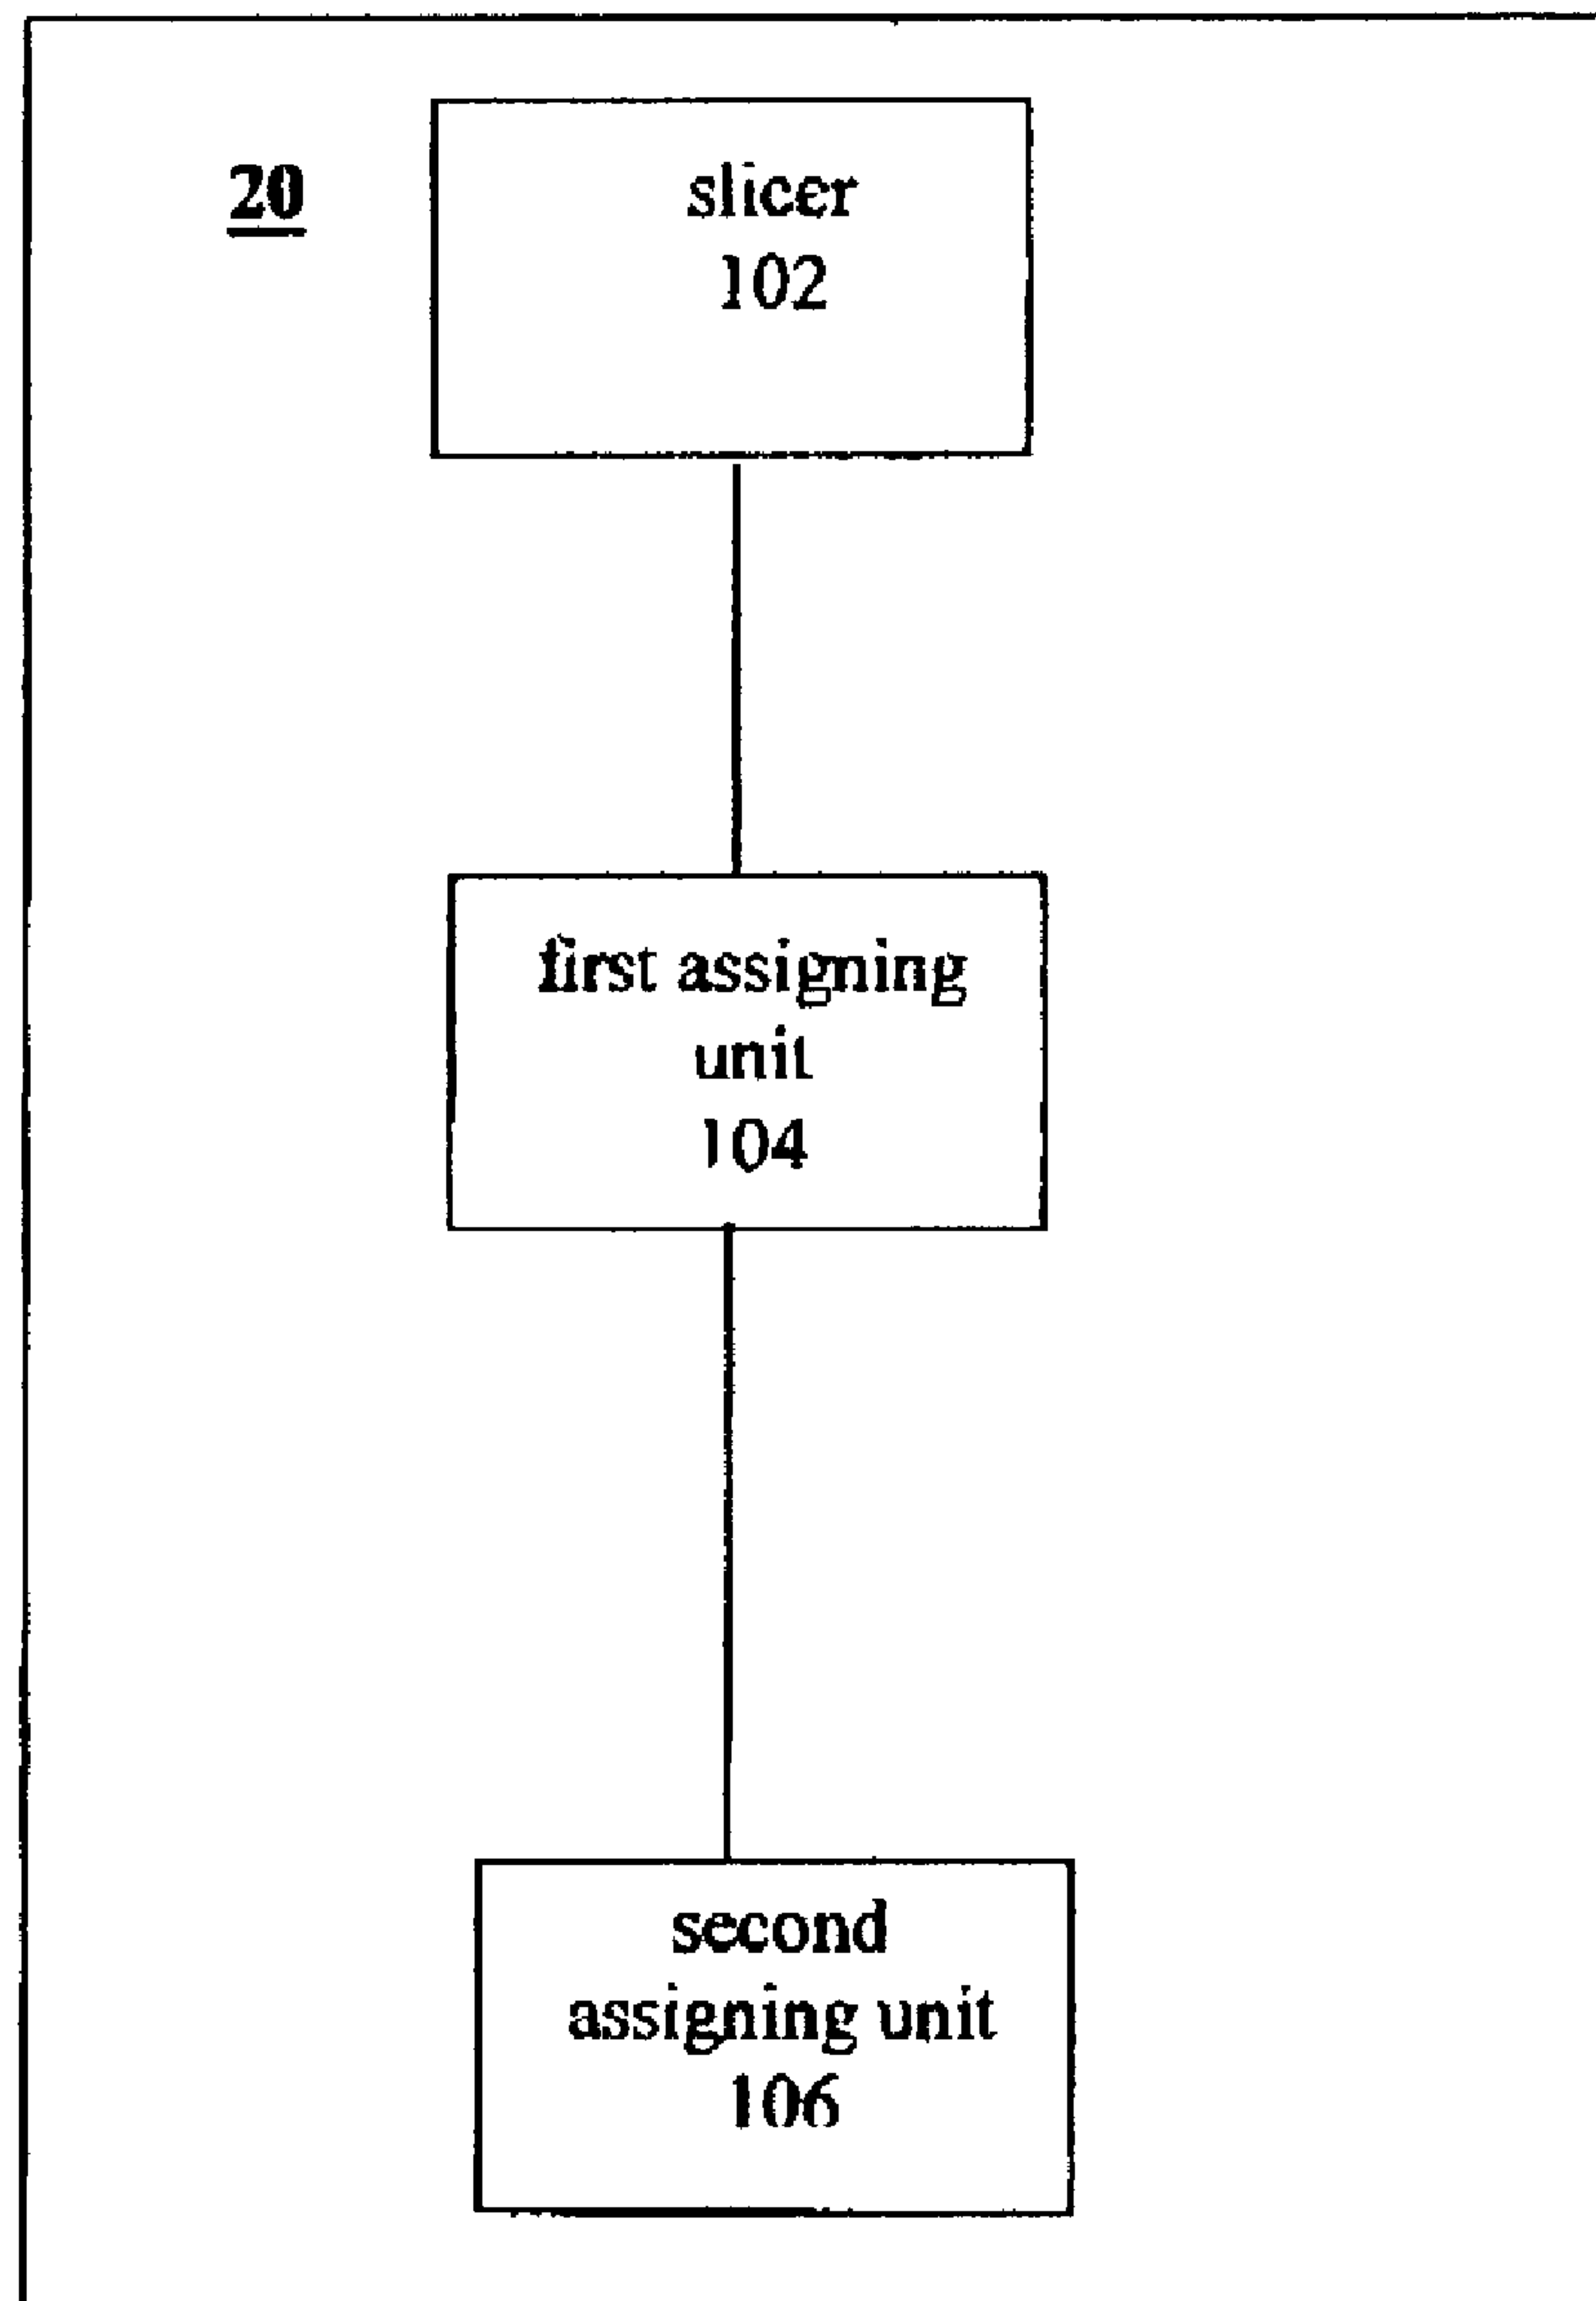 20
slicer
102
first assigning
unit
104
second
assigning unit
106